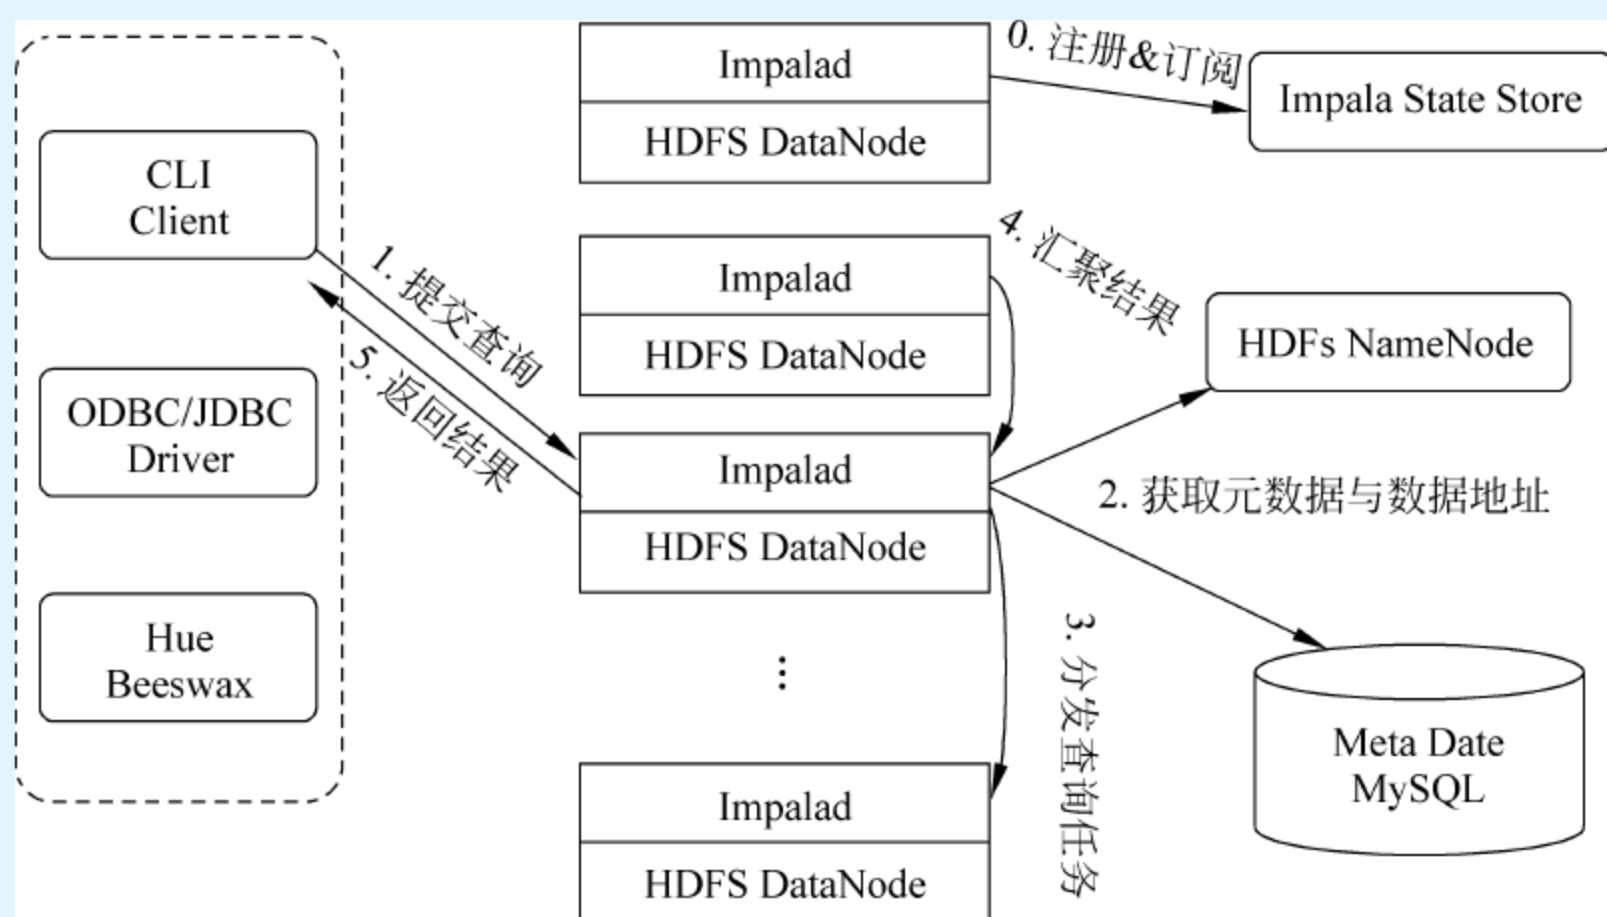 Impalad
HDFS DataNode
0. 注册&订阅
Impala State Store
CLI
Client
1. 提交查询
5. 返回结果
Impalad
HDFS DataNode
4. 汇聚结果
HDFs NameNode
ODBC/JDBC
Driver
Impalad
HDFS DataNode
2. 获取元数据与数据地址
Hue
Beeswax
⋮
3. 分发查询任务
Meta Date
MySQL
Impalad
HDFS DataNode